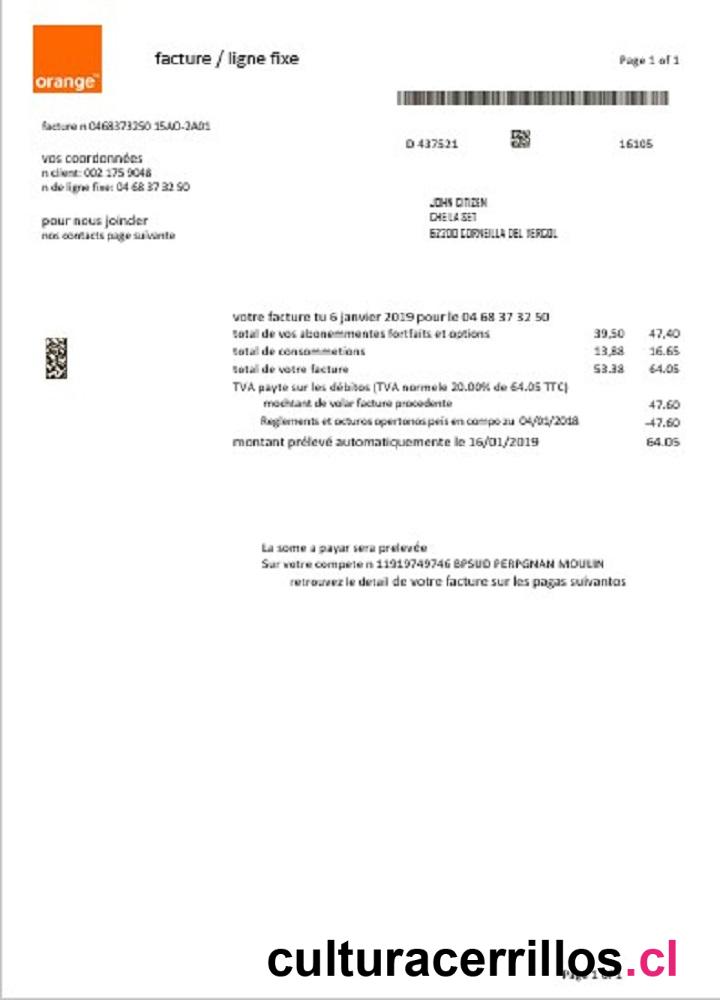 orange™
facture / ligne fixe
Page 1 of 1
facture n 0468373250 15AO-2A01
D 437521
16105
vos coordonnées
n client: 002 175 9048
n de ligne fixe: 04 68 37 32 50
JOHN CITIZEN
CHE LA SET
62200 CORNEILLA DEL
pour nous joinder
nos contacts page suivante
votre facture tu 6 janvier 2019 pour le 04 68 37 32 50
total de vos abonemmentes fortfaits et options 39,50 47,40
total de consommetions 13,88 16.65
total de votre facture 53.38 64.05
TVA payte sur les débitos (TVA normele 20.00% de 64.05 TTC)
mochtant de volar facture procedente 47.60
Reglements et octuros opertonos peis en compo zu 04/01/2018 -47.60
montant prélevé automatiquemente le 16/01/2019 64.05
La some a payar sera prelevée
Sur votre compete n 11919749746 BPSUD PERPGNAN MOULIN
retrouvez le detail de votre facture sur les pagas suivantos
culturacerrillos.cl
Page 1 of 1